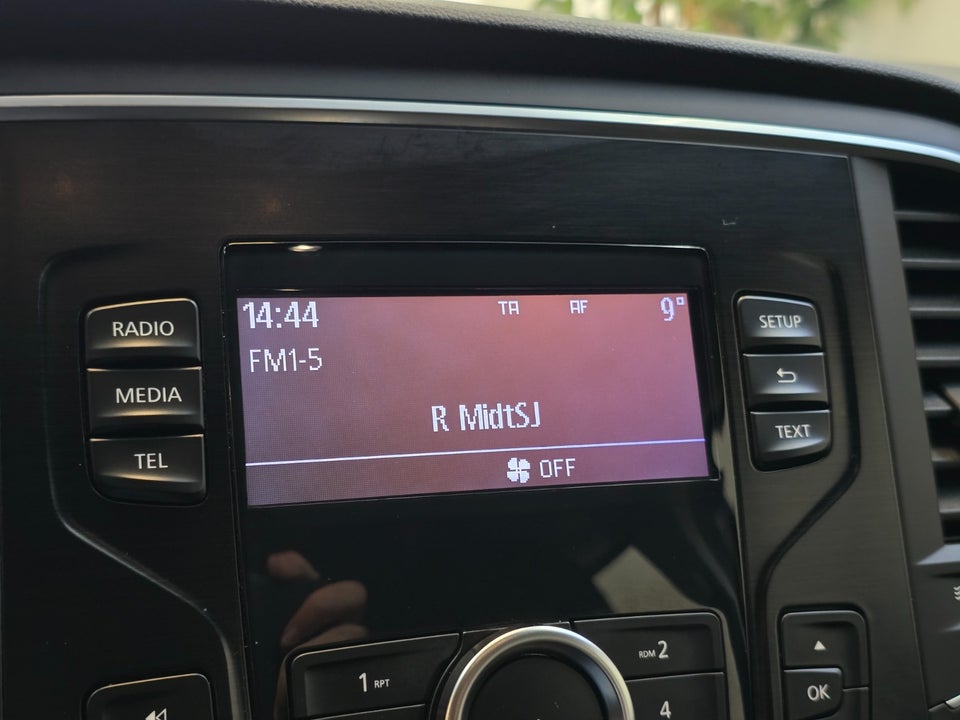 14:44 TA AF 9°
FM1-5
R MidtSJ
OFF
RADIO
MEDIA
TEL
SETUP
TEXT
1 RPT
RDM 2
4
OK